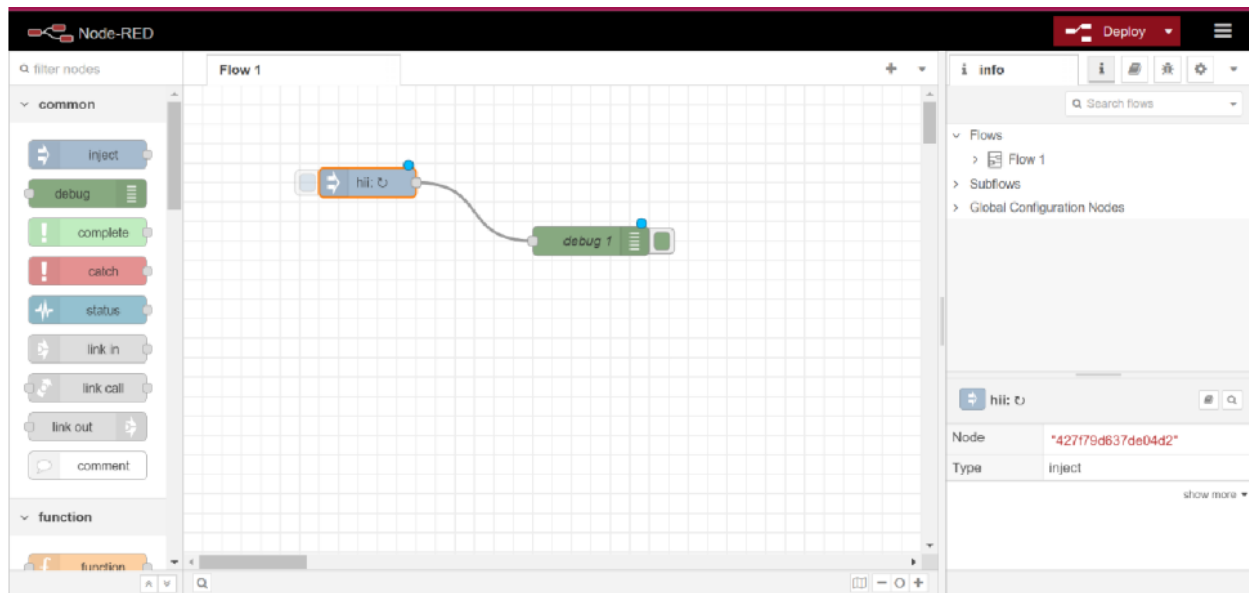 Node-RED
Deploy
filter nodes
Flow 1
info
common
Search flows
inject
Flows
Flow 1
debug
hii: ↻
Subflows
Global Configuration Nodes
complete
debug 1
catch
status
link in
link call
link out
hii: ↻
Node
"427f79d637de04d2"
comment
Type
inject
show more
function
function